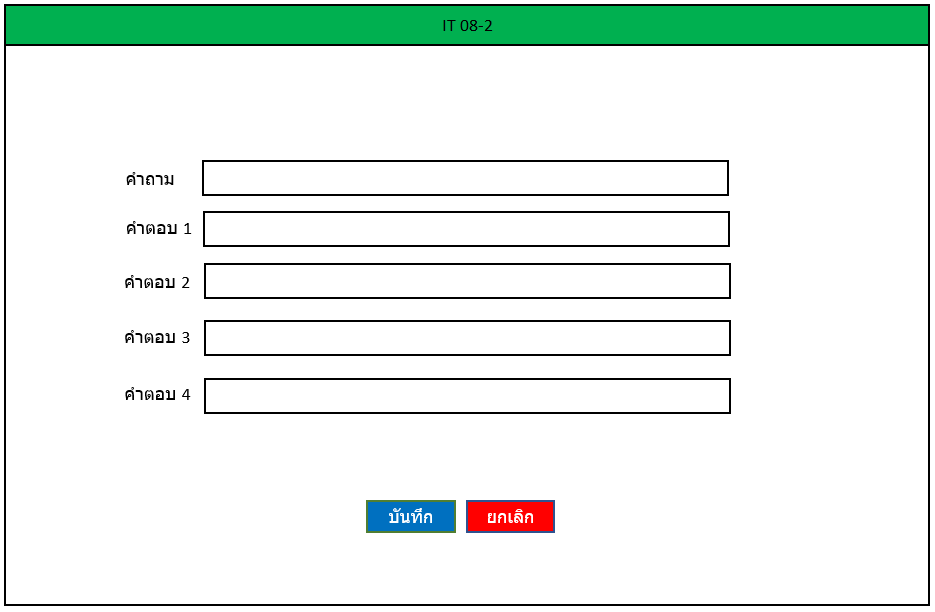 IT 08-2
คำถาม
คำตอบ 1
คำตอบ 2
คำตอบ 3
คำตอบ 4
บันทึก ยกเลิก